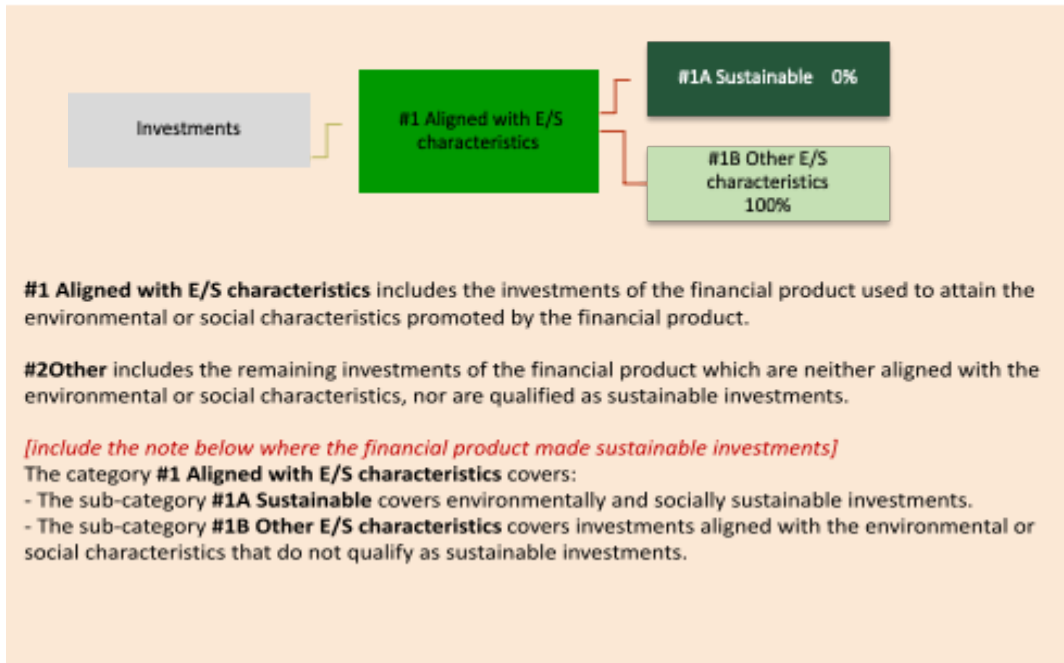 #1A Sustainable 0%
Investments
#1 Aligned with E/S
characteristics
#1B Other E/S
characteristics
100%
#1 Aligned with E/S characteristics includes the investments of the financial product used to attain the
environmental or social characteristics promoted by the financial product.
#2Other includes the remaining investments of the financial product which are neither aligned with the
environmental or social characteristics, nor are qualified as sustainable investments.
[include the note below where the financial product made sustainable investments]
The category #1 Aligned with E/S characteristics covers:
- The sub-category #1A Sustainable covers environmentally and socially sustainable investments.
- The sub-category #1B Other E/S characteristics covers investments aligned with the environmental or
social characteristics that do not qualify as sustainable investments.